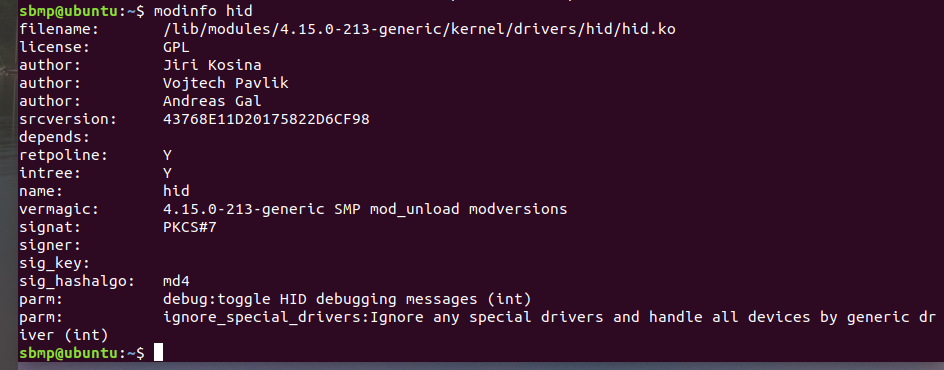 sbmp@ubuntu:~$ modinfo hid
filename:       /lib/modules/4.15.0-213-generic/kernel/drivers/hid/hid.ko
license:        GPL
author:         Jiri Kosina
author:         Vojtech Pavlik
author:         Andreas Gal
srcversion:     43768E11D20175822D6CF98
depends:
retpoline:      Y
intree:         Y
name:           hid
vermagic:       4.15.0-213-generic SMP mod_unload modversions
signat:         PKCS#7
signer:
sig_key:
sig_hashalgo:   md4
parm:           debug:toggle HID debugging messages (int)
parm:           ignore_special_drivers:Ignore any special drivers and handle all devices by generic dr
iver (int)
sbmp@ubuntu:~$